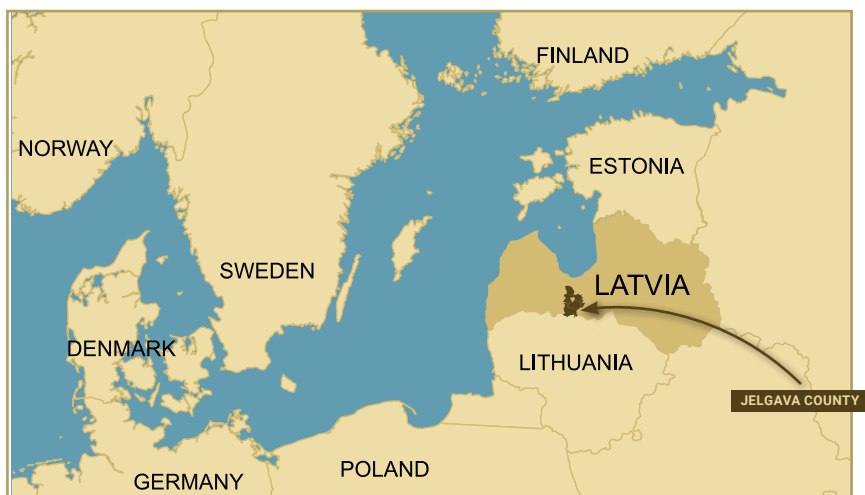 FINLAND
NORWAY
ESTONIA
SWEDEN
LATVIA
DENMARK
LITHUANIA
JELGAVA COUNTY
POLAND
GERMANY